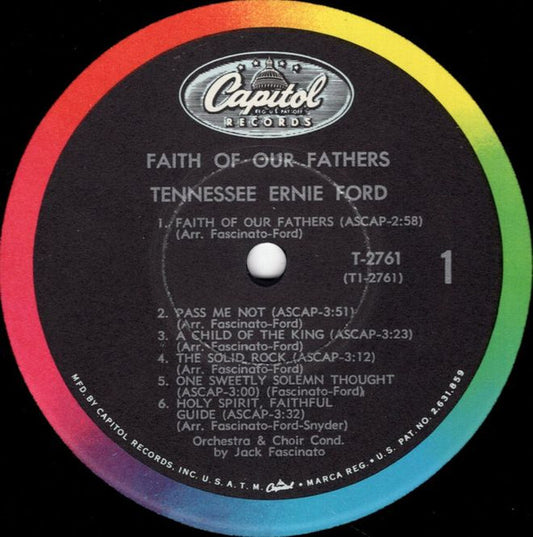 Capitol
REG. U.S. PAT. OFF.
RECORDS
FAITH OF OUR FATHERS
TENNESSEE ERNIE FORD
1. FAITH OF OUR FATHERS (ASCAP-2:58)
(Arr. Fascinato-Ford)
T-2761
(T1-2761)
1
2. PASS ME NOT (ASCAP-3:51)
(Arr. Fascinato-Ford)
3. A CHILD OF THE KING (ASCAP-3:23)
(Arr. Fascinato-Ford)
4. THE SOLID ROCK (ASCAP-3:12)
(Arr. Fascinato-Ford)
5. ONE SWEETLY SOLEMN THOUGHT
(ASCAP-3:00) (Fascinato-Ford)
6. HOLY SPIRIT, FAITHFUL
GUIDE (ASCAP-3:32)
(Arr. Fascinato-Ford-Snyder)
Orchestra & Choir Cond.
by Jack Fascinato
MFD. BY CAPITOL RECORDS, INC. U.S.A. T.M. Capitol • MARCA REG. • U.S. PAT. NO. 2,631,859